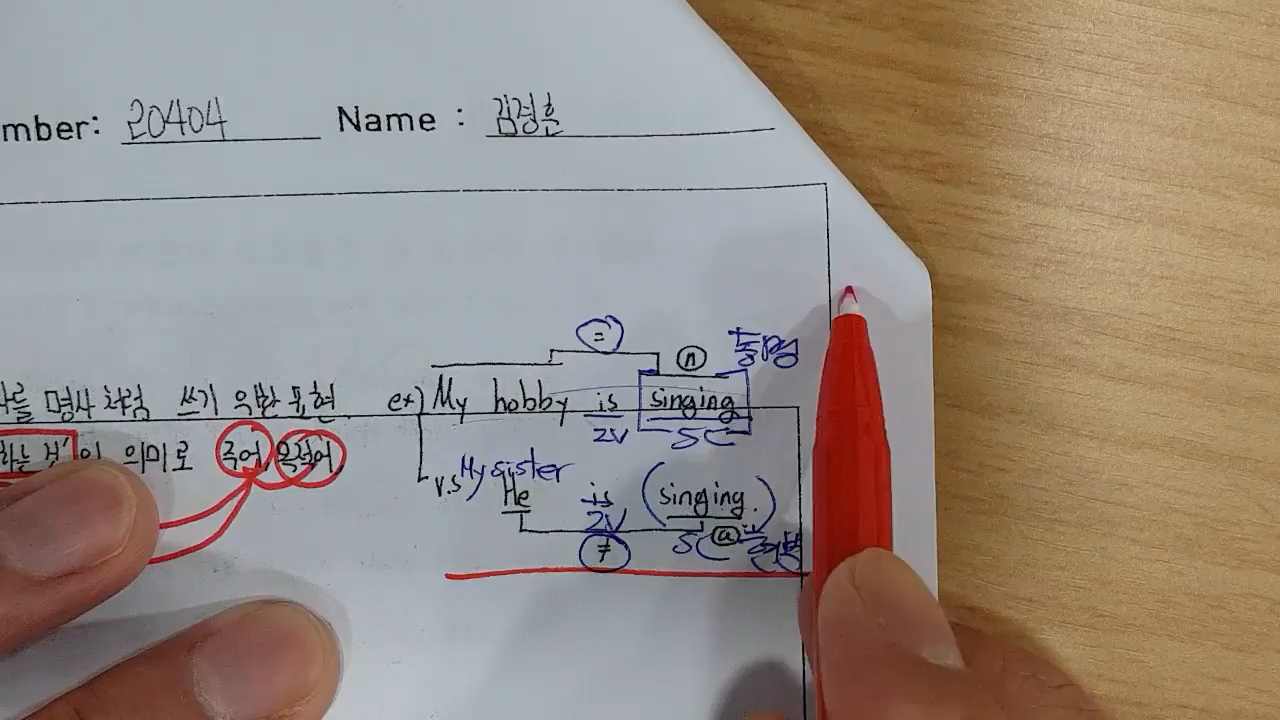 mber: 20404 Name : 김경훈
= ⓝ 동명
를 명사처럼 쓰기 위한 표현 ex) My hobby is singing
2V SC
하는 것' 의 의미로 주어, 목적어, v.s My sister
He is (singing.)
2V SC ⓐ
≠